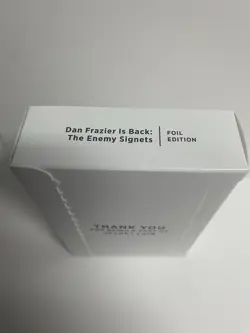 Dan Frazier Is Back:
The Enemy Signets
FOIL
EDITION
THANK YOU